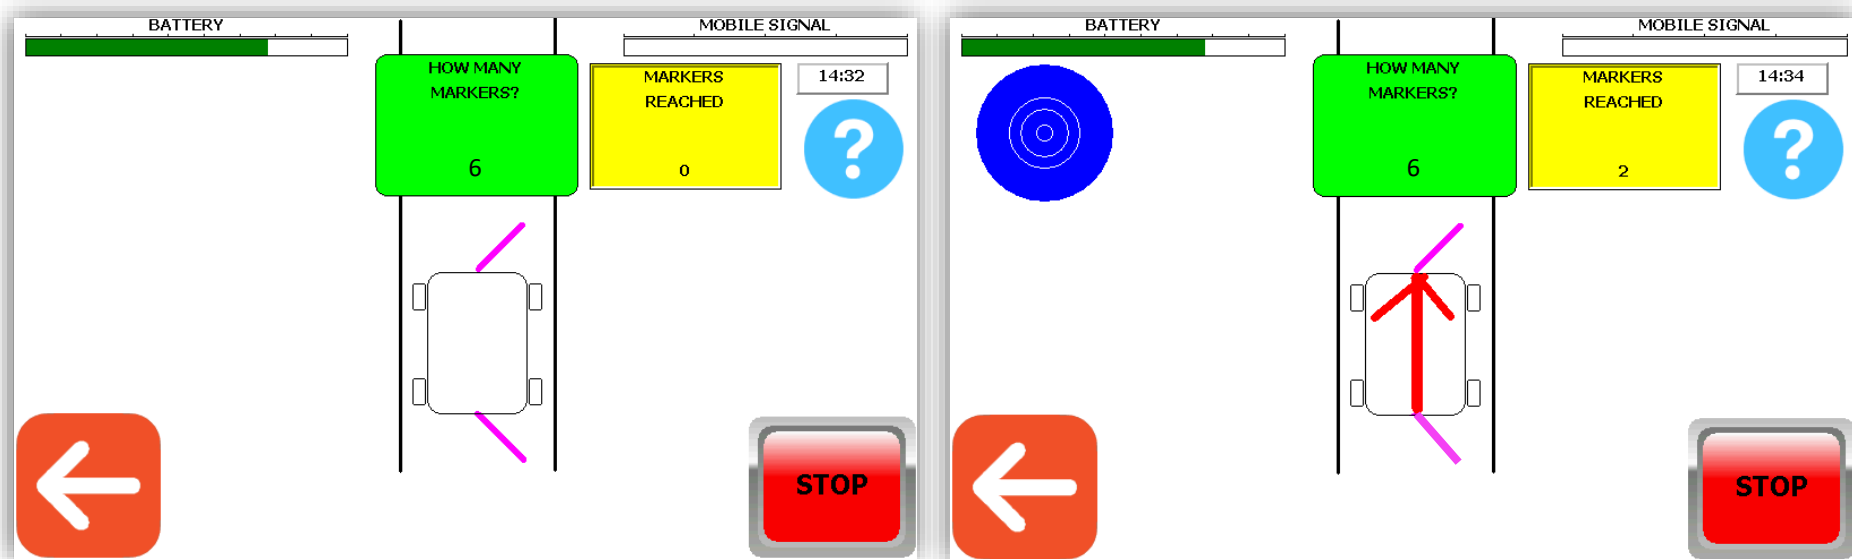 BATTERY
MOBILE SIGNAL
HOW MANY
MARKERS?
6
MARKERS
REACHED
0
14:32
?
STOP
BATTERY
MOBILE SIGNAL
HOW MANY
MARKERS?
6
MARKERS
REACHED
2
14:34
?
STOP